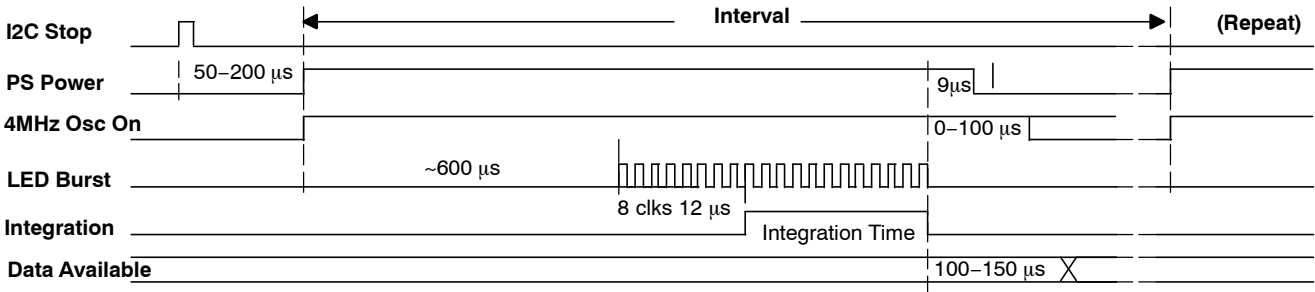 Interval
I2C Stop
(Repeat)
50–200 μs
PS Power
9μs
4MHz Osc On
0–100 μs
~600 μs
LED Burst
8 clks 12 μs
Integration
Integration Time
Data Available
100–150 μs